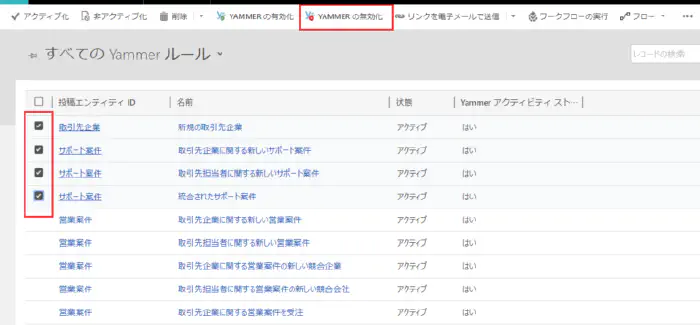 アクティブ化 非アクティブ化 削除 YAMMER の有効化 YAMMER の無効化 リンクを電子メールで送信 ワークフローの実行 フロー
すべての Yammer ルール
レコードの検索
投稿エンティティ ID 名前 状態 Yammer アクティビティ スト…
取引先企業 新規の取引先企業 アクティブ はい
サポート案件 取引先企業に関する新しいサポート案件 アクティブ はい
サポート案件 取引先担当者に関する新しいサポート案件 アクティブ はい
サポート案件 統合されたサポート案件 アクティブ はい
営業案件 取引先企業に関する新しい営業案件 アクティブ はい
営業案件 取引先担当者に関する新しい営業案件 アクティブ はい
営業案件 取引先企業に関する営業案件の新しい競合企業 アクティブ はい
営業案件 取引先担当者に関する営業案件の新しい競合会社 アクティブ はい
営業案件 取引先企業に関する営業案件を受注 アクティブ はい